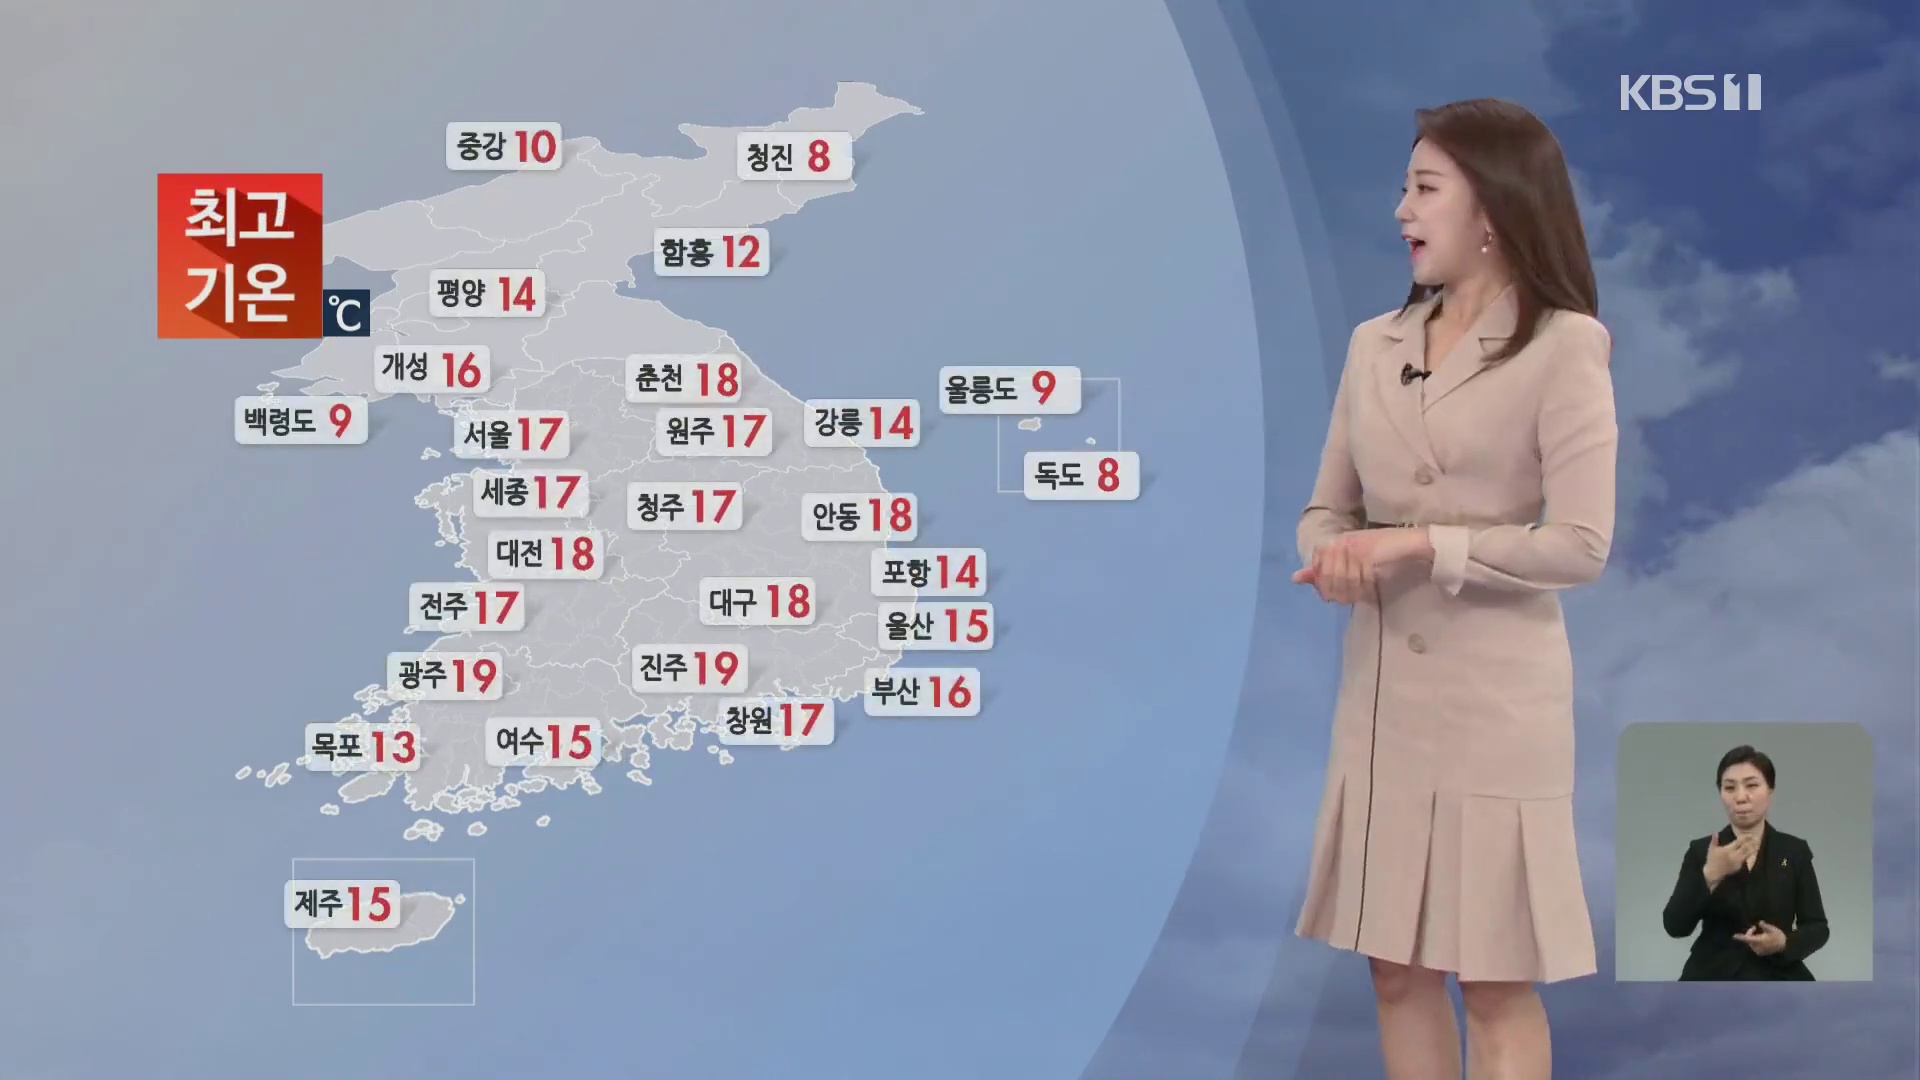 KBS 1
최고
기온
℃
중강 10
청진 8
함흥 12
평양 14
개성 16
춘천 18
백령도 9
서울 17
원주 17
강릉 14
울릉도 9
독도 8
세종 17
청주 17
안동 18
대전 18
포항 14
전주 17
대구 18
울산 15
광주 19
진주 19
부산 16
목포 13
여수 15
창원 17
제주 15